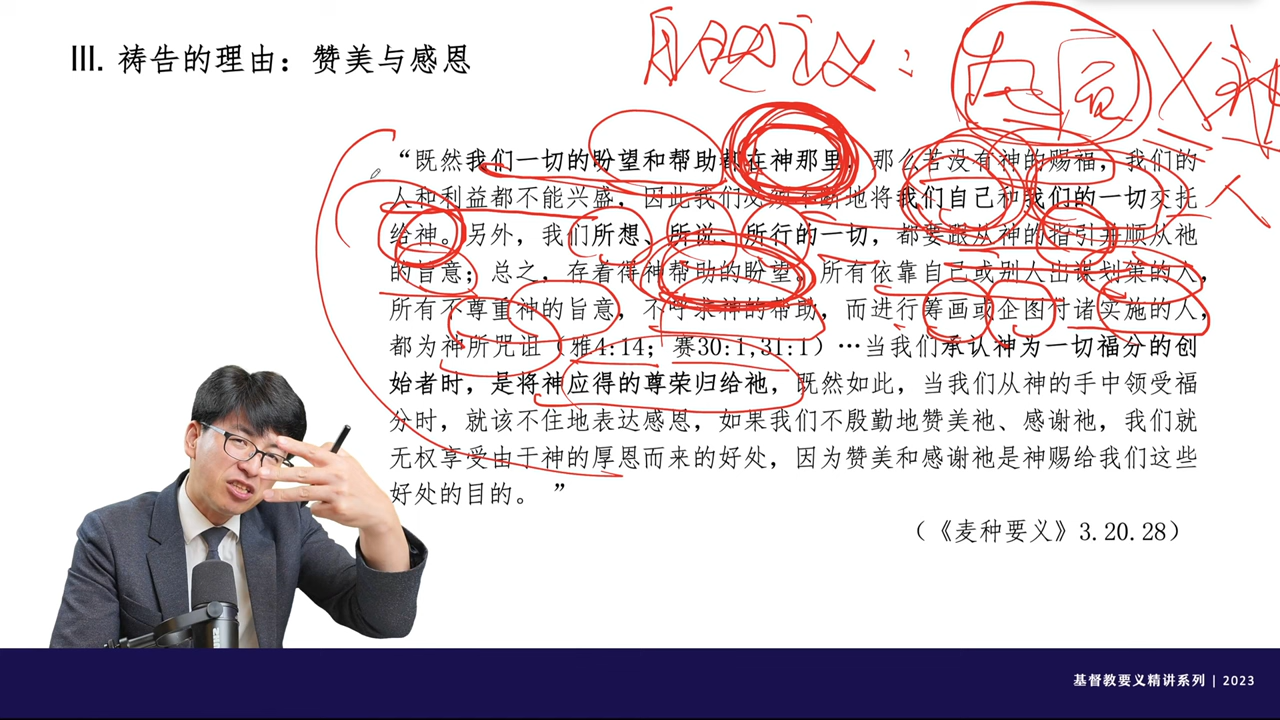 III. 祷告的理由：赞美与感恩
“既然我们一切的盼望和帮助都在神那里，那么若没有神的赐福，我们的
人和利益都不能兴盛，因此我们必须不断地将我们自己和我们的一切交托
给神。另外，我们所想、所说、所行的一切，都要跟从神的指引并顺从祂
的旨意；总之，存着得神帮助的盼望。所有依靠自己或别人出谋划策的人，
所有不尊重神的旨意，不寻求神的帮助，而进行筹画或企图付诸实施的人，
都为神所咒诅（雅4:14；赛30:1,31:1）…当我们承认神为一切福分的创
始者时，是将神应得的尊荣归给祂，既然如此，当我们从神的手中领受福
分时，就该不住地表达感恩，如果我们不殷勤地赞美祂、感谢祂，我们就
无权享受由于神的厚恩而来的好处，因为赞美和感谢祂是神赐给我们这些
好处的目的。 ”
（《麦种要义》3.20.28）
基督教要义精讲系列 | 2023